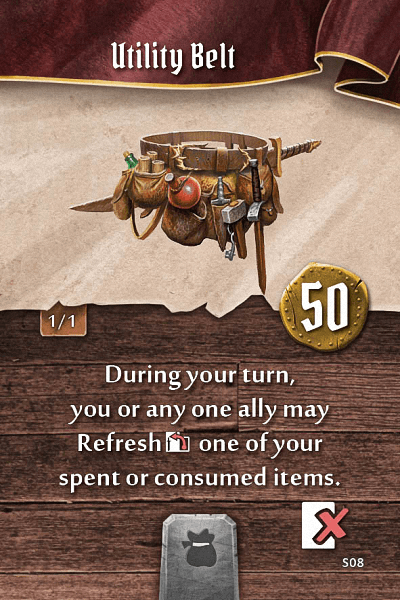 Utility Belt
50
1/1
During your turn,
you or any one ally may
Refresh one of your
spent or consumed items.
S08